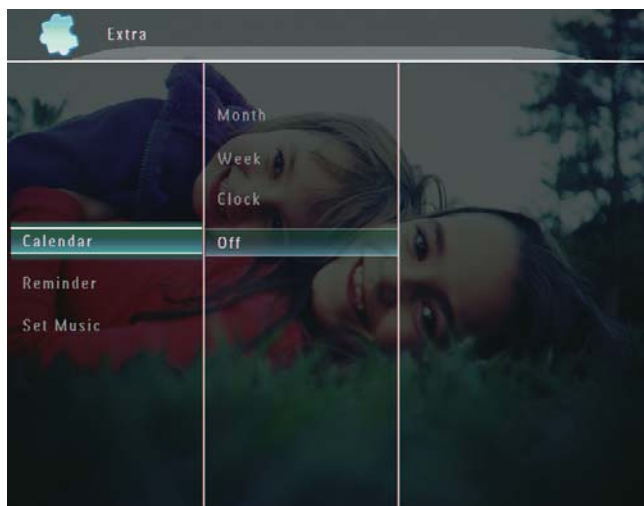 Extra
Month
Week
Clock
Calendar
Off
Reminder
Set Music